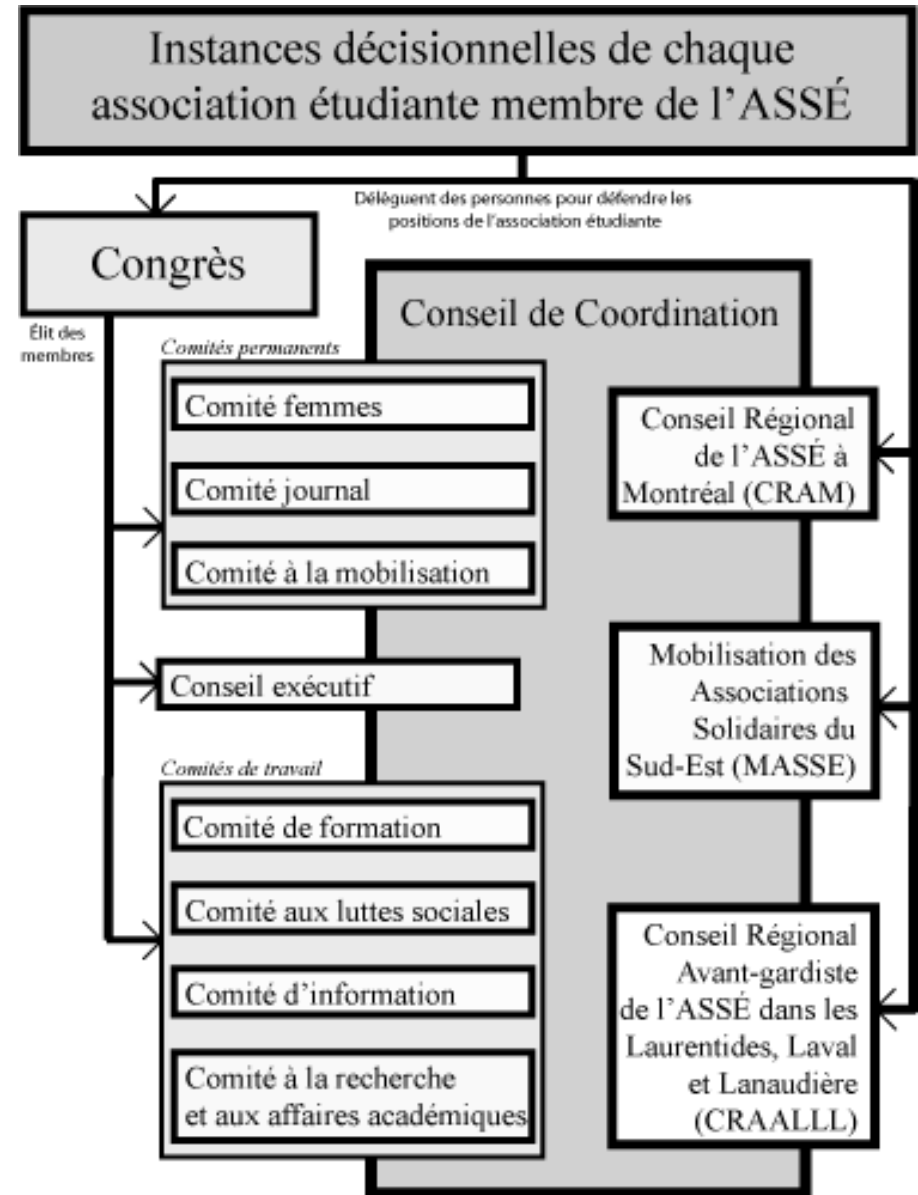 Instances décisionnelles de chaque
association étudiante membre de l'ASSÉ
Délèguent des personnes pour défendre les
positions de l'association étudiante
Congrès
Élit des
membres
Conseil de Coordination
Comités permanents
Comité femmes
Comité journal
Comité à la mobilisation
Conseil exécutif
Comités de travail
Comité de formation
Comité aux luttes sociales
Comité d'information
Comité à la recherche
et aux affaires académiques
Conseil Régional
de l'ASSÉ à
Montréal (CRAM)
Mobilisation des
Associations
Solidaires du
Sud-Est (MASSE)
Conseil Régional
Avant-gardiste
de l'ASSÉ dans les
Laurentides, Laval
et Lanaudière
(CRAALLL)